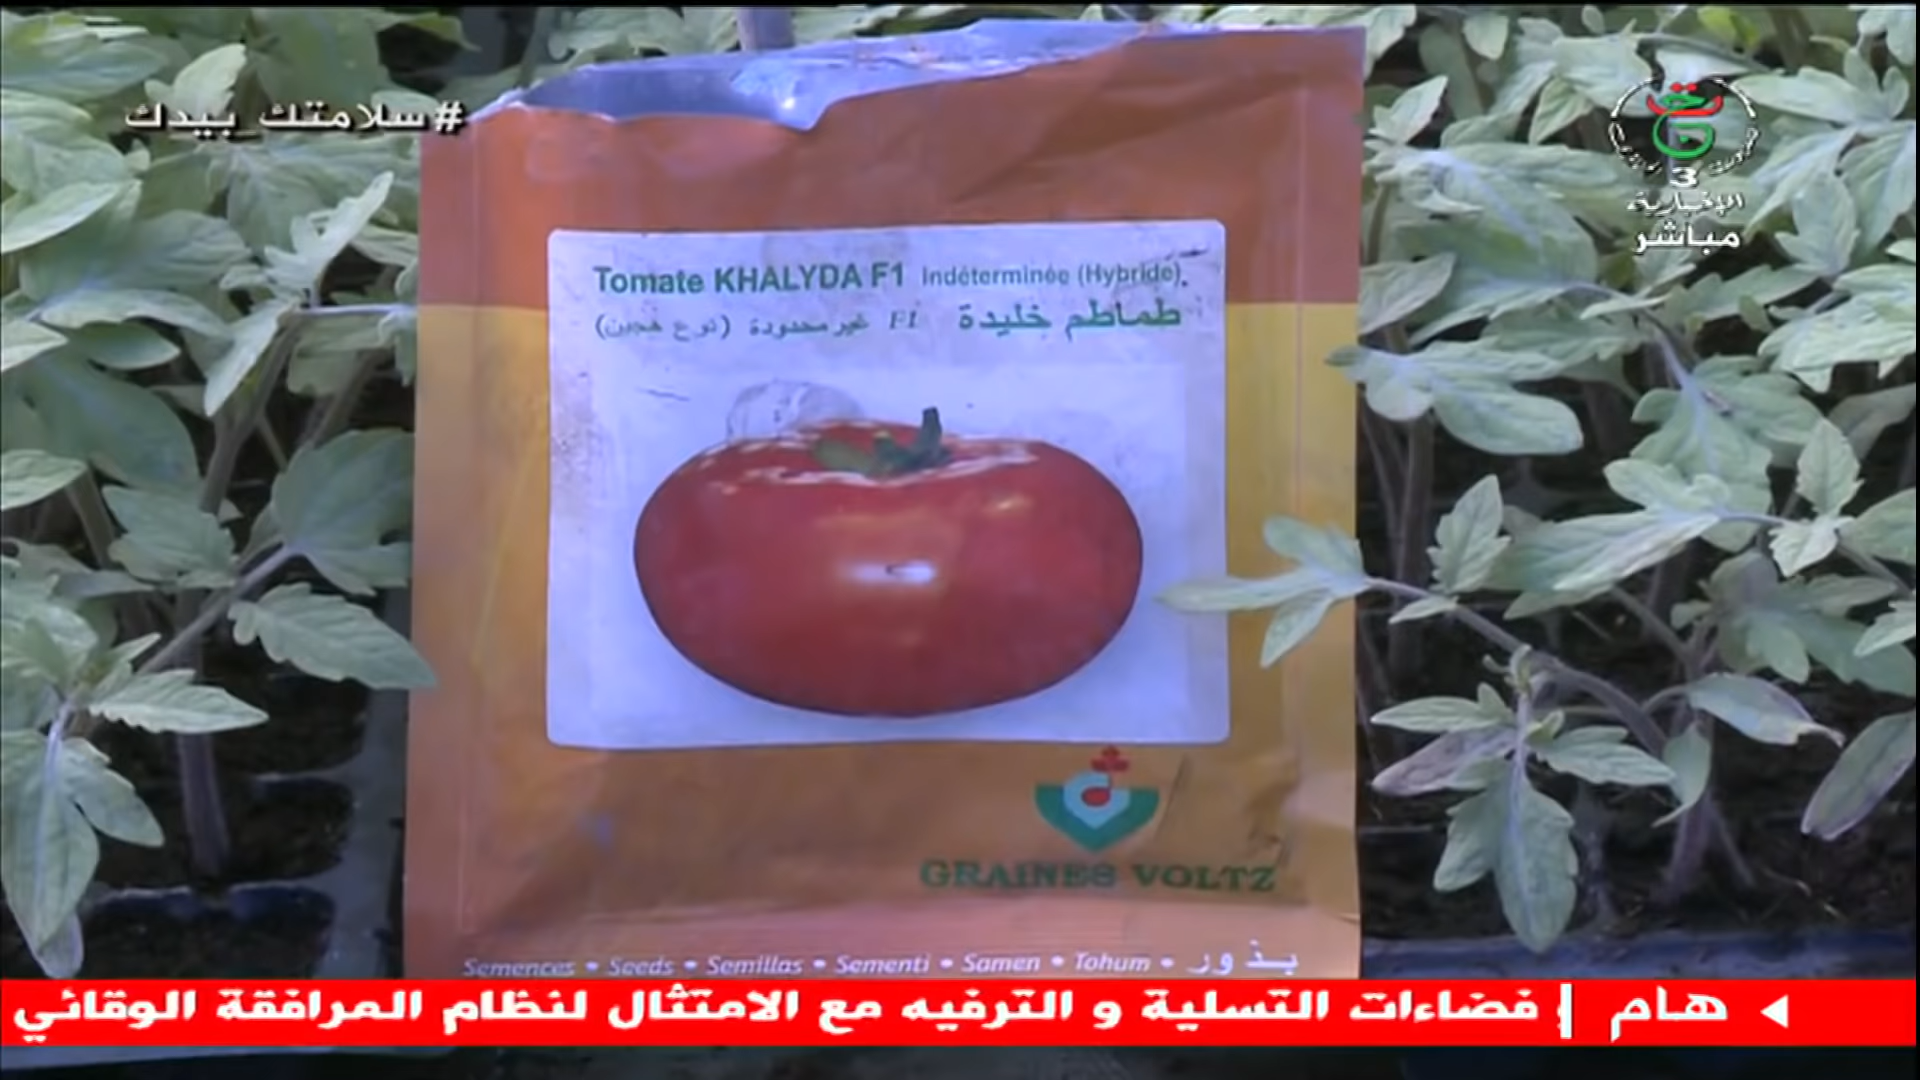 #سلامتك_بيدك
3
الإخبارية
مباشر
Tomate KHALYDA F1 Indéterminée (Hybride).
طماطم خليدة F1 غير محدودة (نوع هجين)
GRAINES VOLTZ
Semences • Seeds • Semillas • Sementi • Samen • Tohum • بذور
هام | فضاءات التسلية و الترفيه مع الامتثال لنظام المرافقة الوقائي